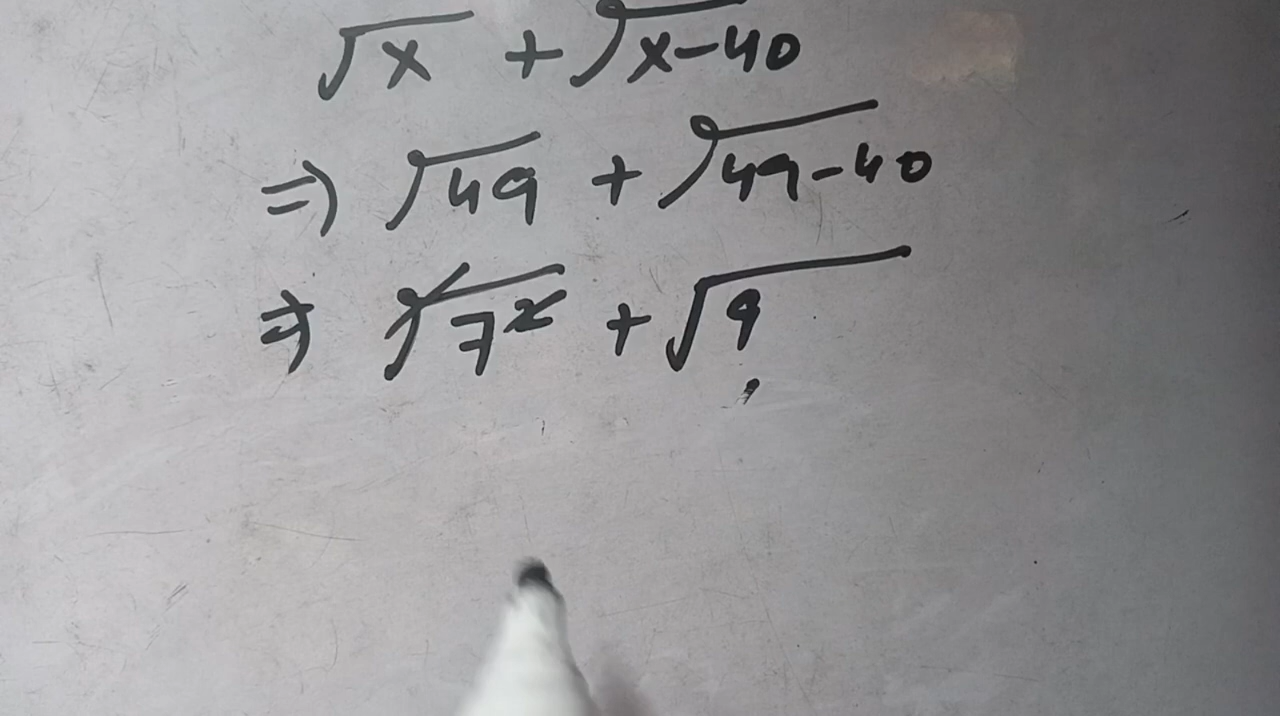 √x + √x-40
⇒ √49 + √49-40
⇒ √7² + √9